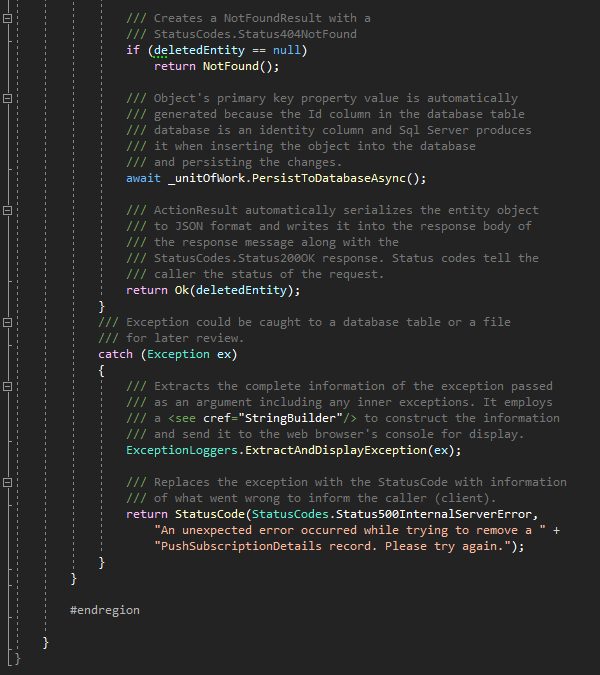 /// Creates a NotFoundResult with a
/// StatusCodes.Status404NotFound
if (deletedEntity == null)
return NotFound();
/// Object's primary key property value is automatically
/// generated because the Id column in the database table
/// database is an identity column and Sql Server produces
/// it when inserting the object into the database
/// and persisting the changes.
await _unitOfWork.PersistToDatabaseAsync();
/// ActionResult automatically serializes the entity object
/// to JSON format and writes it into the response body of
/// the response message along with the
/// StatusCodes.Status200OK response. Status codes tell the
/// caller the status of the request.
return Ok(deletedEntity);
}
/// Exception could be caught to a database table or a file
/// for later review.
catch (Exception ex)
{
/// Extracts the complete information of the exception passed
/// as an argument including any inner exceptions. It employs
/// a <see cref="StringBuilder"/> to construct the information
/// and send it to the web browser's console for display.
ExceptionLoggers.ExtractAndDisplayException(ex);
/// Replaces the exception with the StatusCode with information
/// of what went wrong to inform the caller (client).
return StatusCode(StatusCodes.Status500InternalServerError,
"An unexpected error occurred while trying to remove a " +
"PushSubscriptionDetails record. Please try again.");
}
}
#endregion
}
}